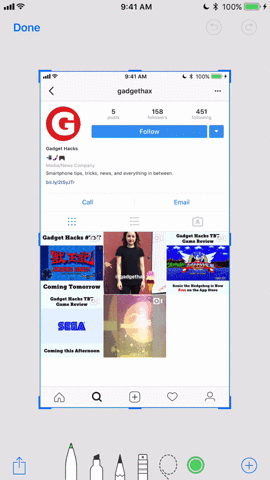 9:41 AM 100%
Done
9:41 AM 100%
gadgethax
G
5 158 451
posts followers following
Follow
Gadget Hacks
Media/News Company
Smartphone tips, tricks, news, and everything in between.
bit.ly/2t5yJTr
Call Email
Gadget Hacks #TBT
Coming Tomorrow
@gadgethax
Gadget Hacks TBT
Game Review
Sonic the Hedgehog is Now
Free on the App Store
Gadget Hacks TBT
Game Review
SEGA
Coming this Afternoon